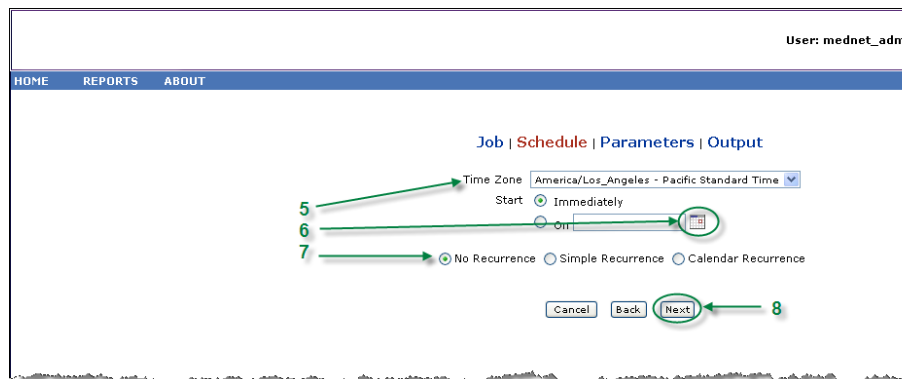 User: mednet_adm
HOME REPORTS ABOUT
Job | Schedule | Parameters | Output
5 Time Zone America/Los_Angeles - Pacific Standard Time
Start Immediately
6 On
7 No Recurrence Simple Recurrence Calendar Recurrence
Cancel Back Next 8